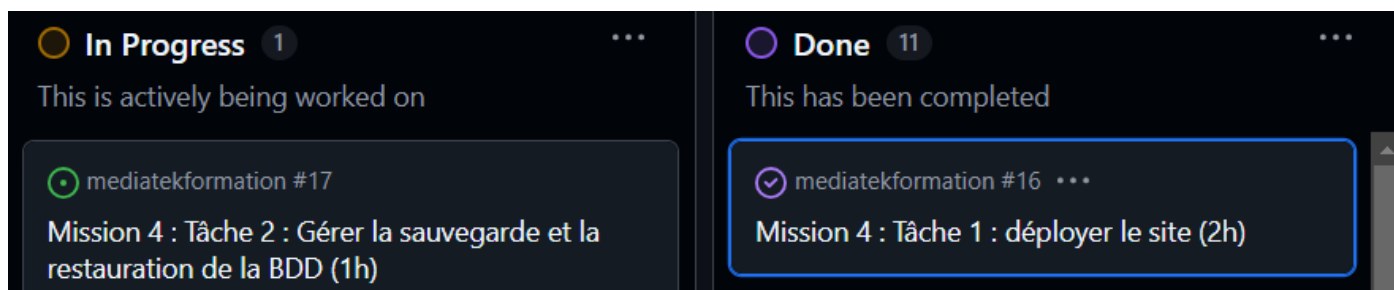 In Progress 1
This is actively being worked on
mediatekformation #17
Mission 4 : Tâche 2 : Gérer la sauvegarde et la
restauration de la BDD (1h)
Done 11
This has been completed
mediatekformation #16
Mission 4 : Tâche 1 : déployer le site (2h)